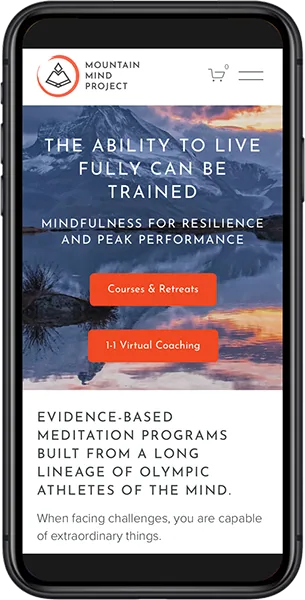 MOUNTAIN
MIND
PROJECT
0
THE ABILITY TO LIVE
FULLY CAN BE
TRAINED
MINDFULNESS FOR RESILIENCE
AND PEAK PERFORMANCE
Courses & Retreats
1-1 Virtual Coaching
EVIDENCE-BASED
MEDITATION PROGRAMS
BUILT FROM A LONG
LINEAGE OF OLYMPIC
ATHLETES OF THE MIND.
When facing challenges, you are capable
of extraordinary things.